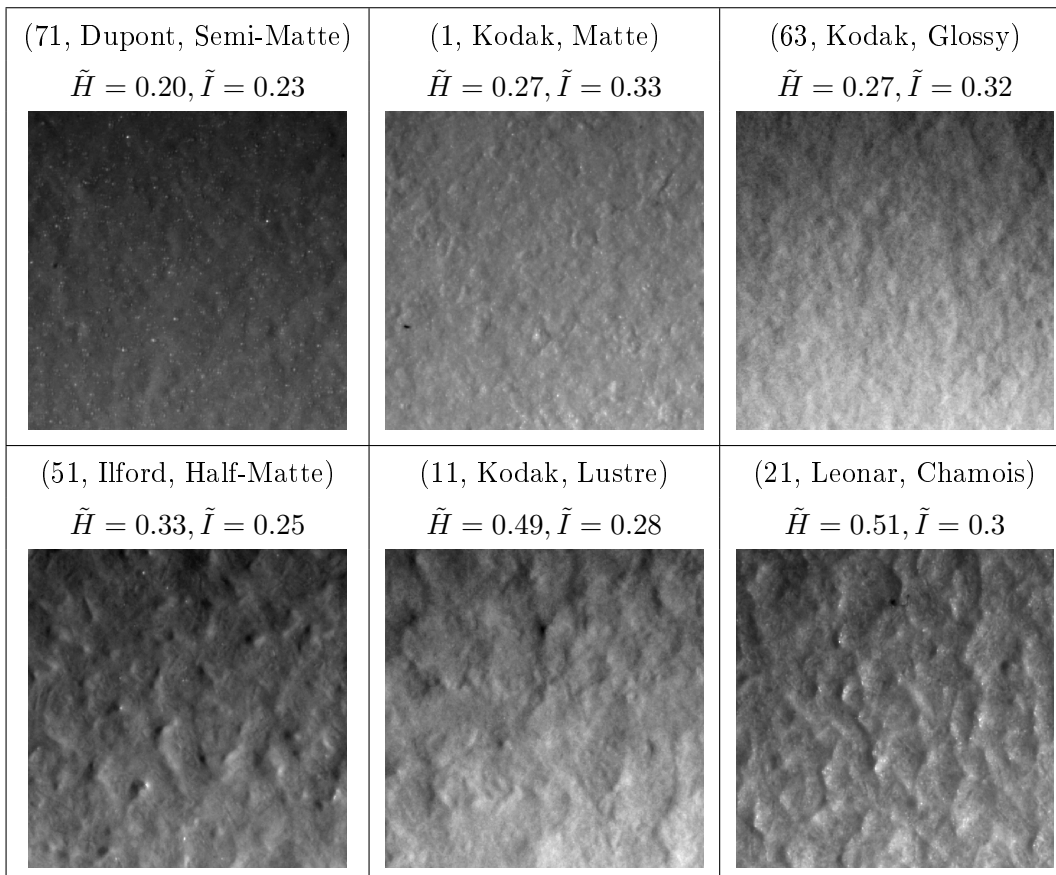 (71, Dupont, Semi-Matte)
H̃ = 0.20, Ĩ = 0.23
(1, Kodak, Matte)
H̃ = 0.27, Ĩ = 0.33
(63, Kodak, Glossy)
H̃ = 0.27, Ĩ = 0.32
(51, Ilford, Half-Matte)
H̃ = 0.33, Ĩ = 0.25
(11, Kodak, Lustre)
H̃ = 0.49, Ĩ = 0.28
(21, Leonar, Chamois)
H̃ = 0.51, Ĩ = 0.3